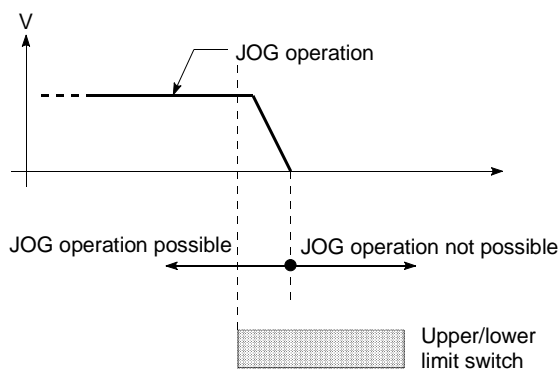 V
JOG operation
JOG operation possible
JOG operation not possible
Upper/lower
limit switch